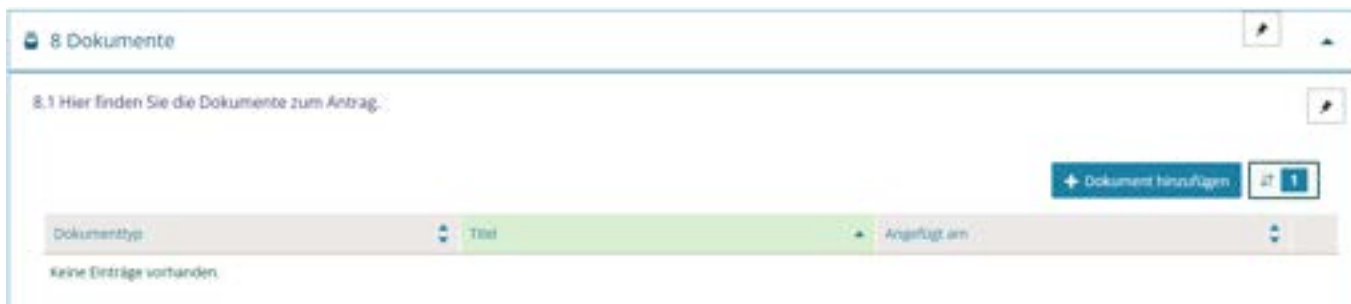 8 Dokumente
8.1 Hier finden Sie die Dokumente zum Antrag.
+ Dokument hinzufügen 1
Dokumenttyp Titel Angefügt am
Keine Einträge vorhanden.